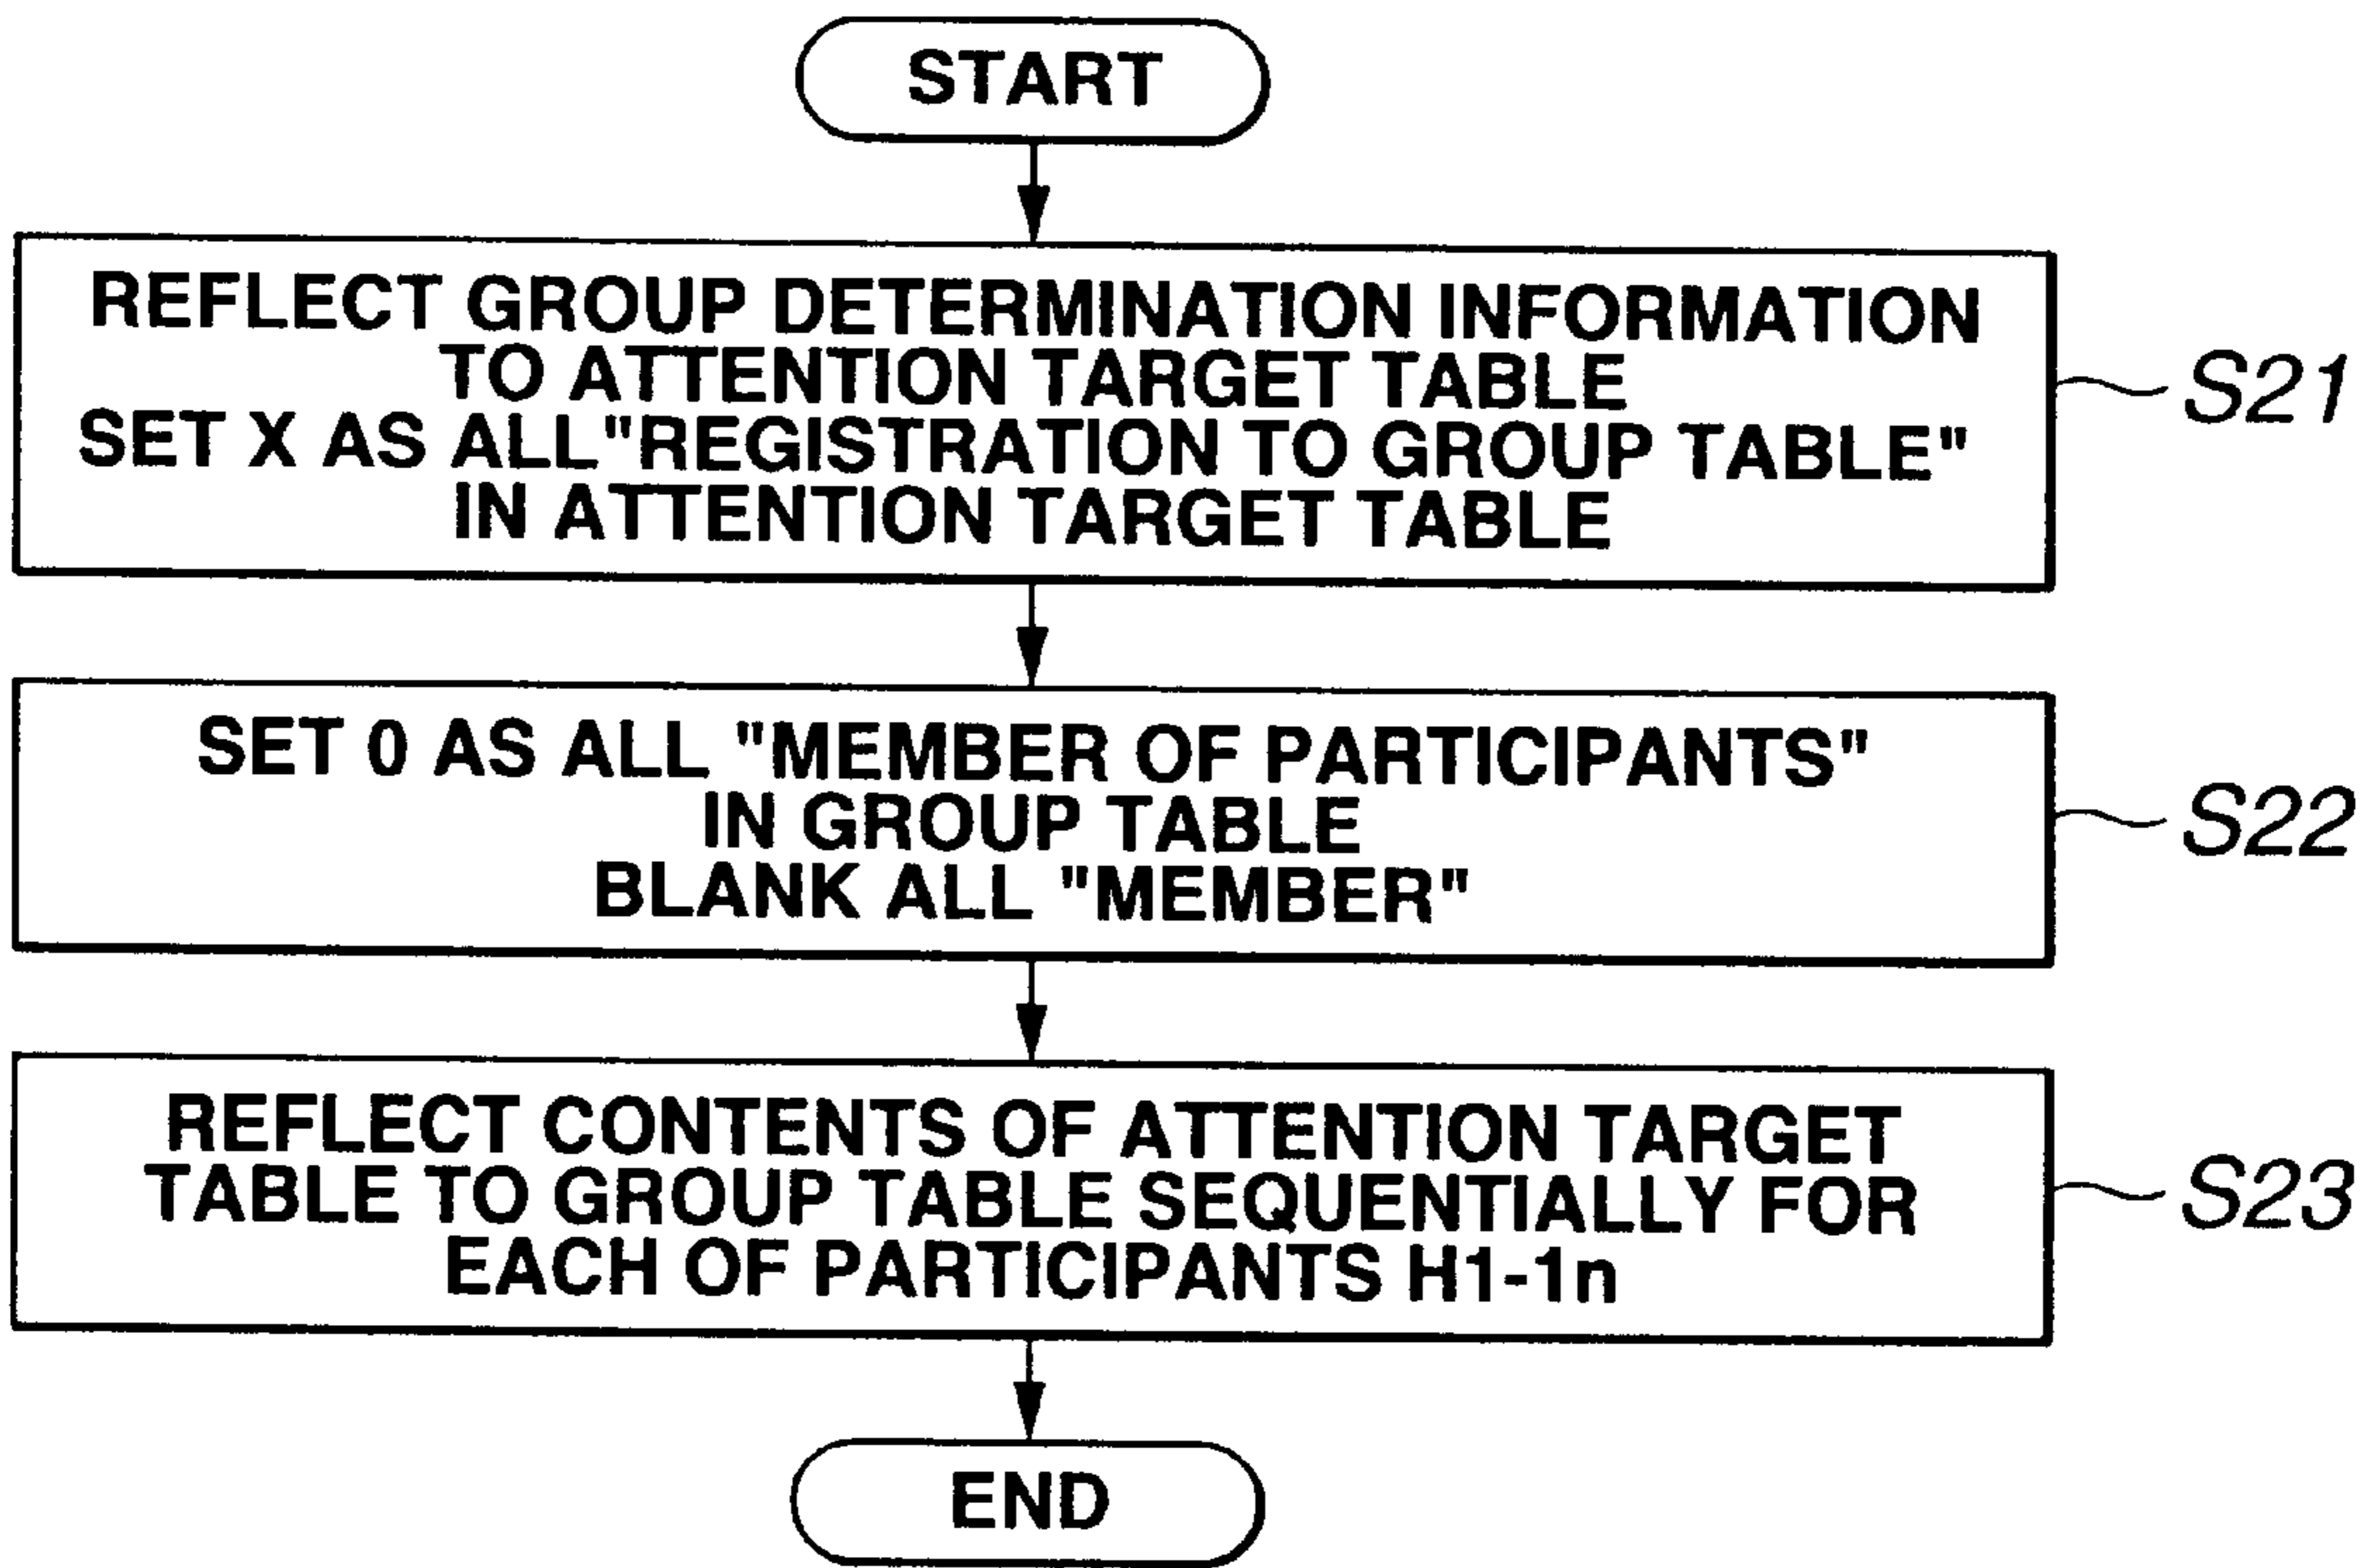 START
REFLECT GROUP DETERMINATION INFORMATION
TO ATTENTION TARGET TABLE
SET X AS ALL"REGISTRATION TO GROUP TABLE"
IN ATTENTION TARGET TABLE
S21
SET 0 AS ALL "MEMBER OF PARTICIPANTS"
IN GROUP TABLE
BLANK ALL "MEMBER"
S22
REFLECT CONTENTS OF ATTENTION TARGET
TABLE TO GROUP TABLE SEQUENTIALLY FOR
EACH OF PARTICIPANTS H1-1n
S23
END